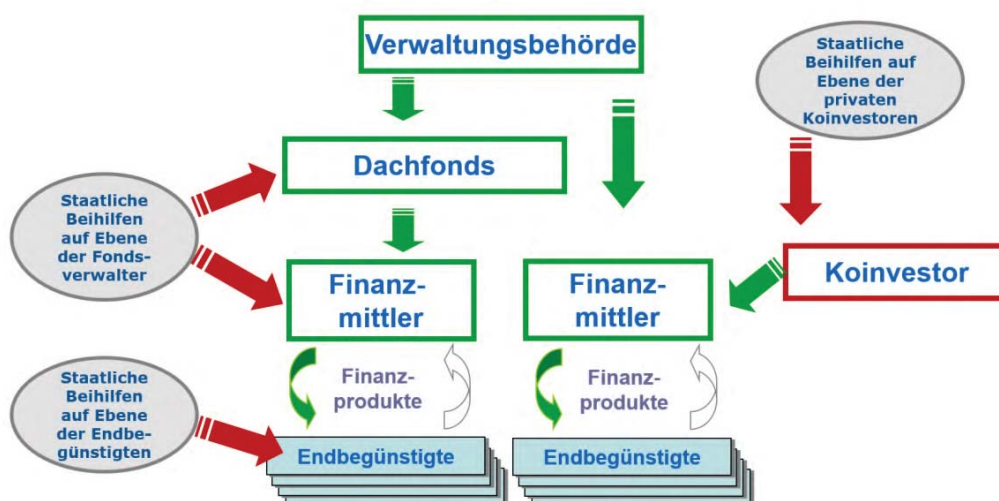 Verwaltungsbehörde
Staatliche
Beihilfen auf
Ebene der
privaten
Koinvestoren
Dachfonds
Staatliche
Beihilfen
auf Ebene
der Fonds-
verwalter
Finanz-
mittler
Finanz-
mittler
Koinvestor
Finanz-
produkte
Finanz-
produkte
Staatliche
Beihilfen
auf Ebene
der Endbe-
günstigten
Endbegünstigte
Endbegünstigte